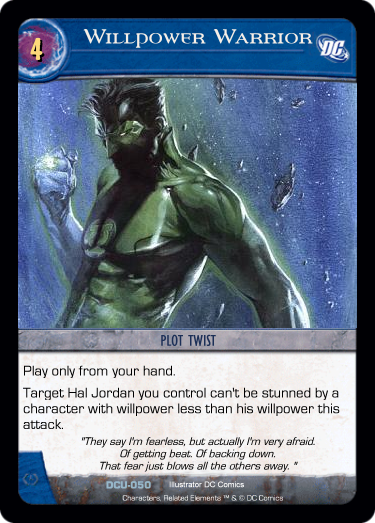 4
WILLPOWER WARRIOR
DC
PLOT TWIST
Play only from your hand.
Target Hal Jordan you control can't be stunned by a
character with willpower less than his willpower this
attack.
"They say I'm fearless, but actually I'm very afraid.
Of getting beat. Of backing down.
That fear just blows all the others away. "
DCU-050 Illustrator DC Comics
Characters, Related Elements ™ & © DC Comics